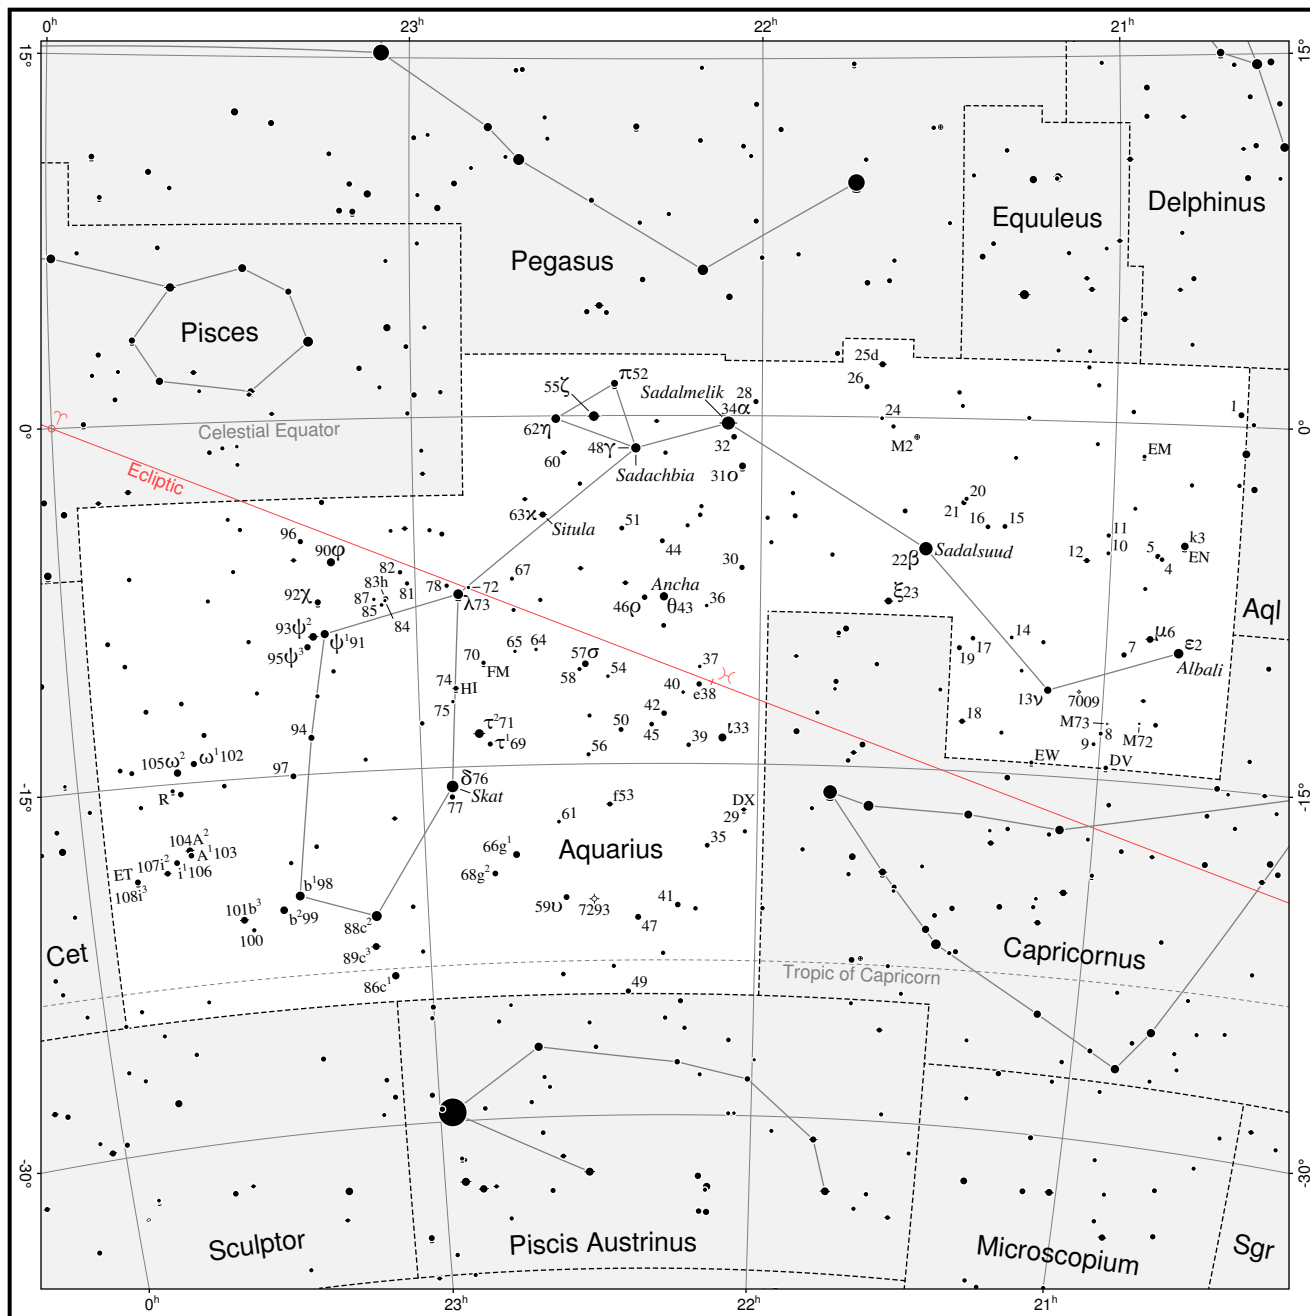 0ʰ 23ʰ 22ʰ 21ʰ
15° 15°
Delphinus
Equuleus
Pegasus
Pisces
25d
26
π52
55ζ
Sadalmelik
28
34α
24
1
♈
Celestial Equator
62η
48γ
32
M2
0° 0°
EM
Ecliptic
60
Sadachbia
31ο
20
21
16
15
63ϰ
Situla
51
11
k3
96
44
22β
Sadalsuud
10
EN
90φ
30
12
5
4
82
83h
78
72
67
Ancha
81
92χ
87
85
λ73
46ρ
θ43
36
ξ23
Aql
84
93ψ²
ψ¹91
95ψ³
65
64
14
17
19
7
μ6
ε2
Albali
70
FM
57σ
58
54
37
♓
74
HI
40
e38
13ν
7009
75
42
18
M73
8
M72
τ²71
τ¹69
50
45
39
ι33
9
94
56
EW
DV
105ω²
ω¹102
97
δ76
Skat
R
77
f53
DX
29
-15° -15°
61
35
104A²
A¹103
66g¹
Aquarius
107i²
i¹106
ET
108i³
68g²
b¹98
101b³
b²99
100
88c²
59υ
7293
41
47
89c³
Cet
Capricornus
86c¹
Tropic of Capricorn
49
-30° -30°
Sculptor
Piscis Austrinus
Microscopium
Sgr
0ʰ 23ʰ 22ʰ 21ʰ